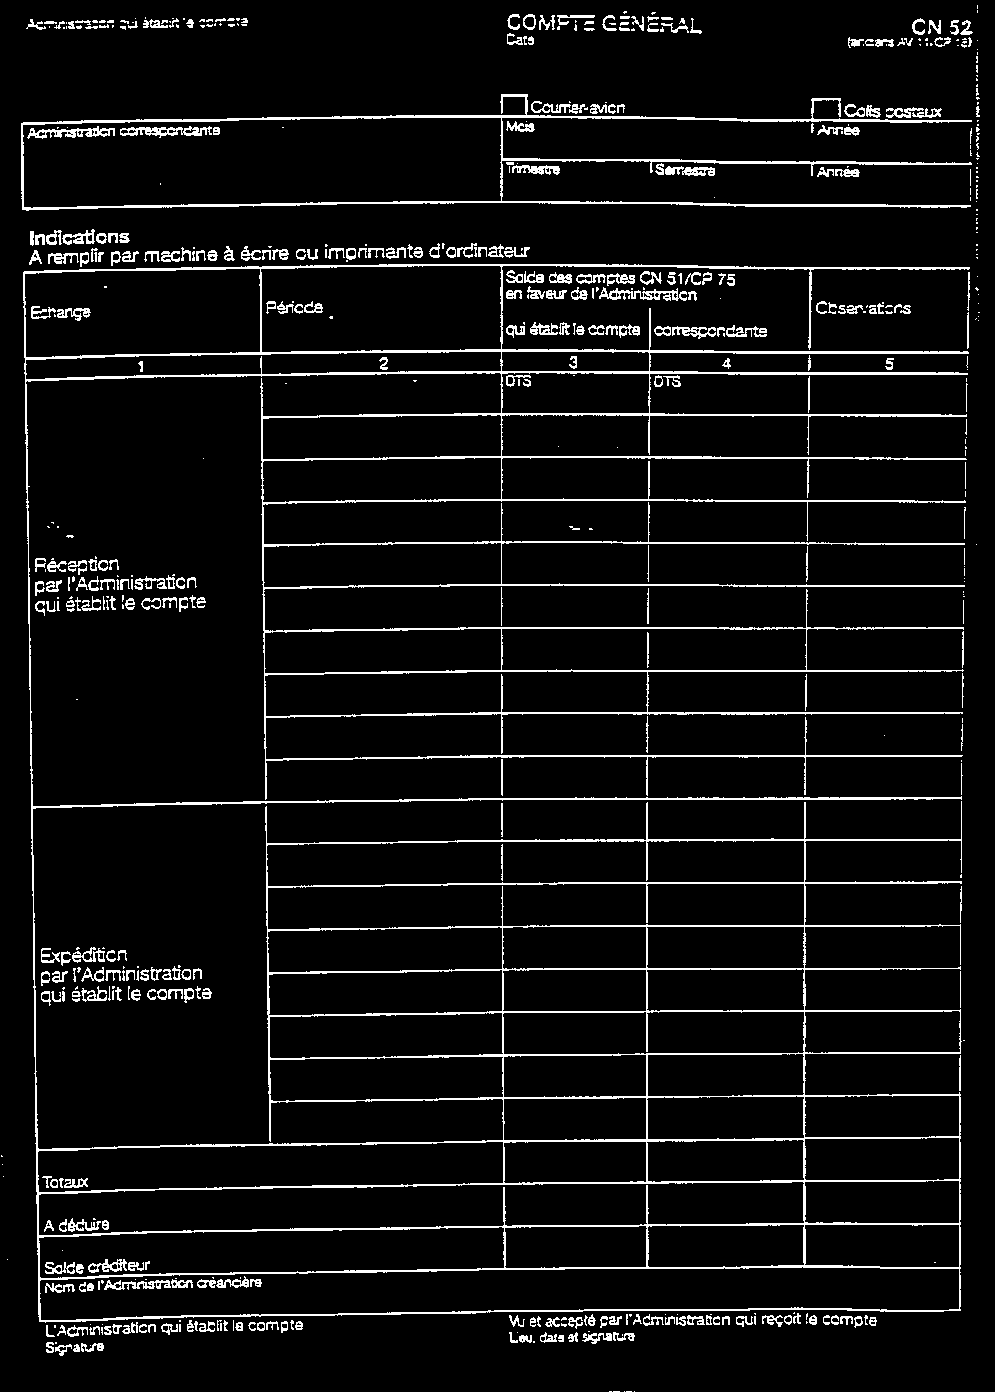 Administration qui établit le compte
COMPTE GÉNÉRAL
CN 52
Date
(anciens AV 11/CP 16)
Courrier-avion
Colis postaux
Administration correspondante
Mois
Année
Trimestre
Semestre
Année
Indications
A remplir par machine à écrire ou imprimante d'ordinateur
Echange
Période
Solde des comptes CN 51/CP 75
en faveur de l'Administration
Observations
qui établit le compte
correspondante
1 2 3 4 5
DTS DTS
Réception
par l'Administration
qui établit le compte
Expédition
par l'Administration
qui établit le compte
Totaux
A déduire
Solde créditeur
Nom de l'Administration créancière
L'Administration qui établit le compte
Signature
Vu et accepté par l'Administration qui reçoit le compte
Lieu, date et signature